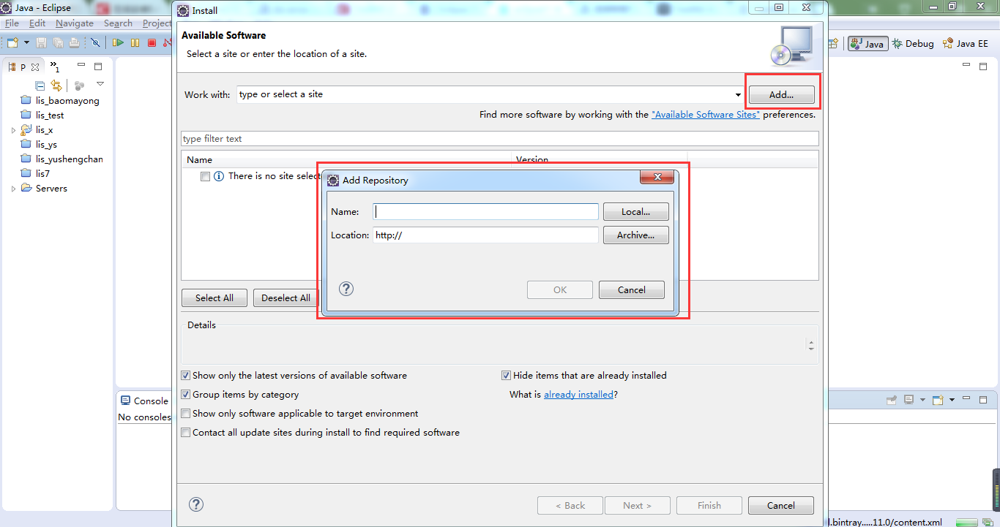 Java - Eclipse
File Edit Navigate Search Project
Java Debug Java EE
P
1
lis_baomayong
lis_test
lis_x
lis_ys
lis_yushengchan
lis7
Servers
Install
Available Software
Select a site or enter the location of a site.
Work with: type or select a site Add...
Find more software by working with the "Available Software Sites" preferences.
type filter text
Name Version
There is no site select
Add Repository
Name: Local...
Location: http:// Archive...
? OK Cancel
Select All Deselect All
Details
Show only the latest versions of available software Hide items that are already installed
Group items by category What is already installed?
Show only software applicable to target environment
Contact all update sites during install to find required software
? < Back Next > Finish Cancel
Console
No consoles
l.bintray.....11.0/content.xml